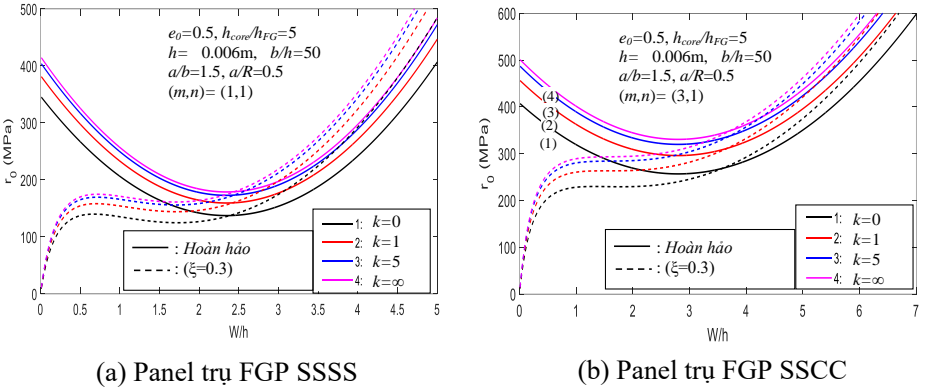 r₀ (MPa)
500
400
300
200
100
0
e₀=0.5, h_core/h_FG=5
h= 0.006m, b/h=50
a/b=1.5, a/R=0.5
(m,n)= (1,1)
: Hoàn hảo
: (ξ=0.3)
1: k=0
2: k=1
3: k=5
4: k=∞
0 0.5 1 1.5 2 2.5 3 3.5 4 4.5 5
W/h
(a) Panel trụ FGP SSSS
r₀ (MPa)
600
500
400
300
200
100
0
e₀=0.5, h_core/h_FG=5
h= 0.006m, b/h=50
a/b=1.5, a/R=0.5
(m,n)= (3,1)
(4)
(3)
(2)
(1)
: Hoàn hảo
: (ξ=0.3)
1: k=0
2: k=1
3: k=5
4: k=∞
0 1 2 3 4 5 6 7
W/h
(b) Panel trụ FGP SSCC